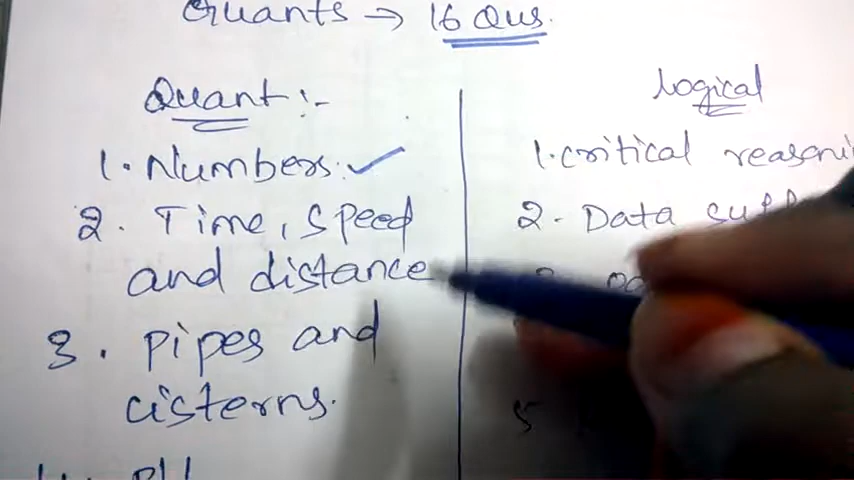 Quants → 16 Qus.
Quant :-
1. Numbers. ✓
2. Time, speed
and distance
3. pipes and
cisterns.
Logical
1. critical
2. Data
5